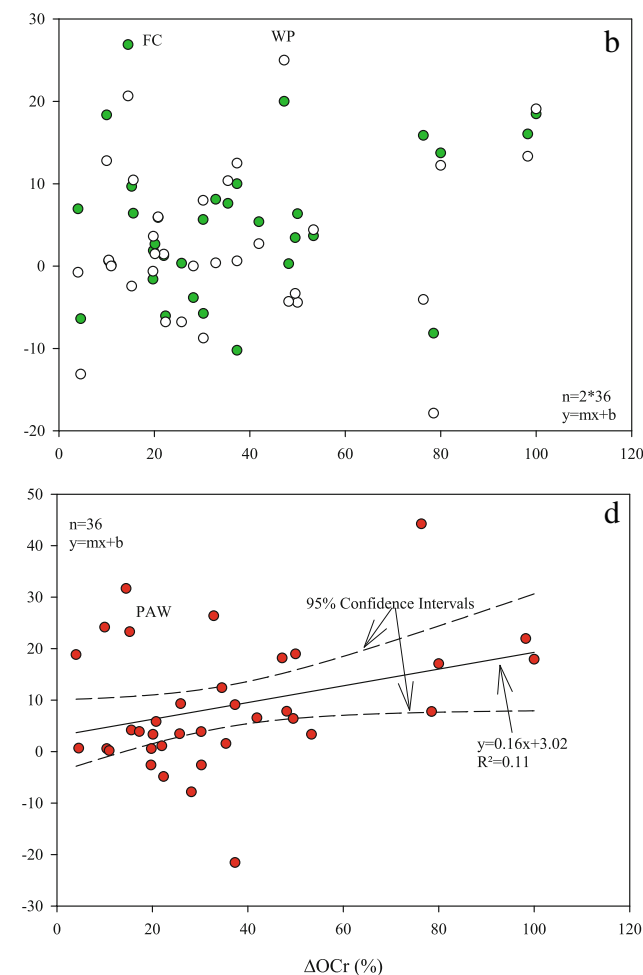 30
20
10
0
-10
-20
FC
WP
b
n=2*36
y=mx+b
0 20 40 60 80 100 120
50
40
30
20
10
0
-10
-20
-30
n=36
y=mx+b
d
PAW
95% Confidence Intervals
y=0.16x+3.02
R²=0.11
0 20 40 60 80 100 120
ΔOCr (%)